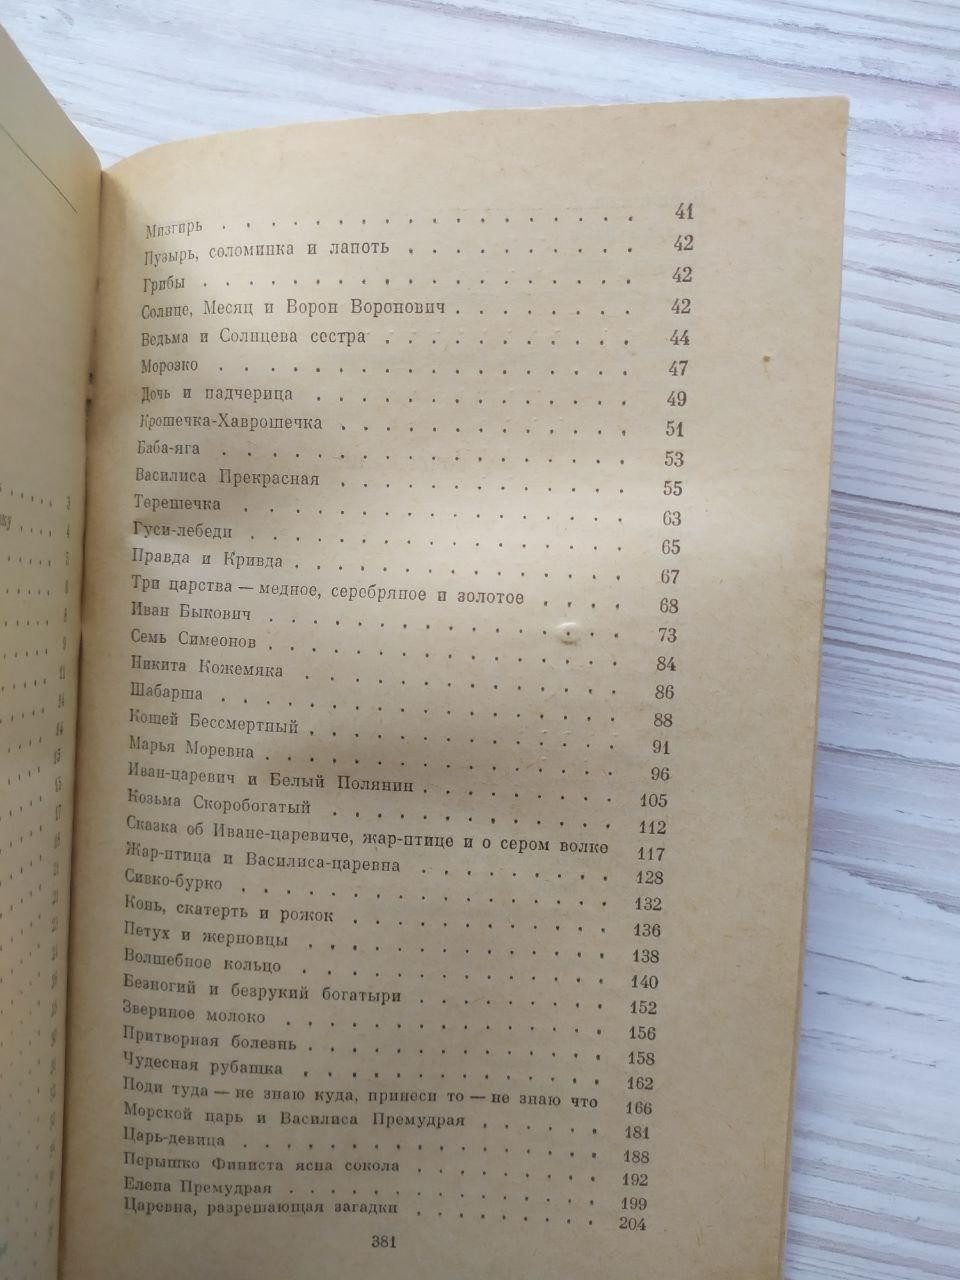 Мизгирь . . . . . . . . . . . . . . . . . . 41
Пузырь, соломинка и лапоть . . . . . . . . . . 42
Грибы . . . . . . . . . . . . . . . . . . . 42
Солнце, Месяц и Ворон Воронович . . . . . . . . 42
Ведьма и Солнцева сестра . . . . . . . . . . . 44
Морозко . . . . . . . . . . . . . . . . . . 47
Дочь и падчерица . . . . . . . . . . . . . . 49
Крошечка-Хаврошечка . . . . . . . . . . . . . 51
Баба-яга . . . . . . . . . . . . . . . . . . 53
Василиса Прекрасная . . . . . . . . . . . . . 55
Терешечка . . . . . . . . . . . . . . . . . 63
Гуси-лебеди . . . . . . . . . . . . . . . . . 65
Правда и Кривда . . . . . . . . . . . . . . . 67
Три царства — медное, серебряное и золотое . . . . 68
Иван Быкович . . . . . . . . . . . . . . . . 73
Семь Симеонов . . . . . . . . . . . . . . . . 84
Никита Кожемяка . . . . . . . . . . . . . . 86
Шабарша . . . . . . . . . . . . . . . . . . 88
Кощей Бессмертный . . . . . . . . . . . . . . 91
Марья Моревна . . . . . . . . . . . . . . . . 96
Иван-царевич и Белый Полянин . . . . . . . . . 105
Козьма Скоробогатый . . . . . . . . . . . . . 112
Сказка об Иване-царевиче, жар-птице и о сером волке 117
Жар-птица и Василиса-царевна . . . . . . . . . 128
Сивко-бурко . . . . . . . . . . . . . . . . . 132
Конь, скатерть и рожок . . . . . . . . . . . . 136
Петух и жерновцы . . . . . . . . . . . . . . 138
Волшебное кольцо . . . . . . . . . . . . . . 140
Безногий и безрукий богатыри . . . . . . . . . 152
Звериное молоко . . . . . . . . . . . . . . . 156
Притворная болезнь . . . . . . . . . . . . . . 158
Чудесная рубашка . . . . . . . . . . . . . . 162
Поди туда — не знаю куда, принеси то — не знаю что 166
Морской царь и Василиса Премудрая . . . . . . 181
Царь-девица . . . . . . . . . . . . . . . . . 188
Перышко Финиста ясна сокола . . . . . . . . . 192
Елена Премудрая . . . . . . . . . . . . . . . 199
Царевна, разрешающая загадки . . . . . . . . . 204
381